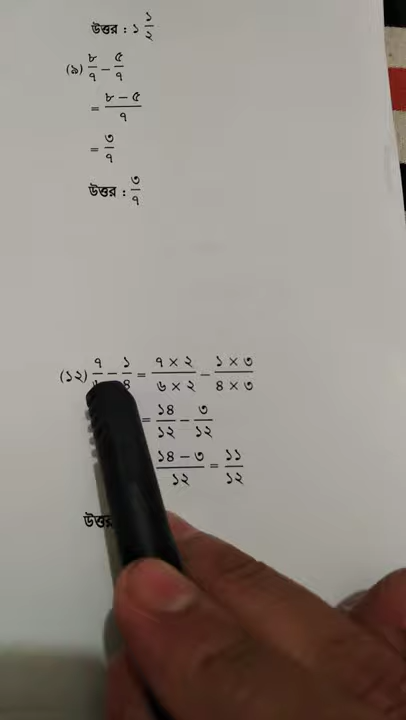 উত্তর : ১ ১/২
(৯) ৮/৭ − ৫/৭
= ৮ − ৫/৭
= ৩/৭
উত্তর : ৩/৭
(১২) ৭/৬ − ১/৪ = ৭ × ২/৬ × ২ − ১ × ৩/৪ × ৩
= ১৪/১২ − ৩/১২
১৪ − ৩/১২ = ১১/১২
উত্ত